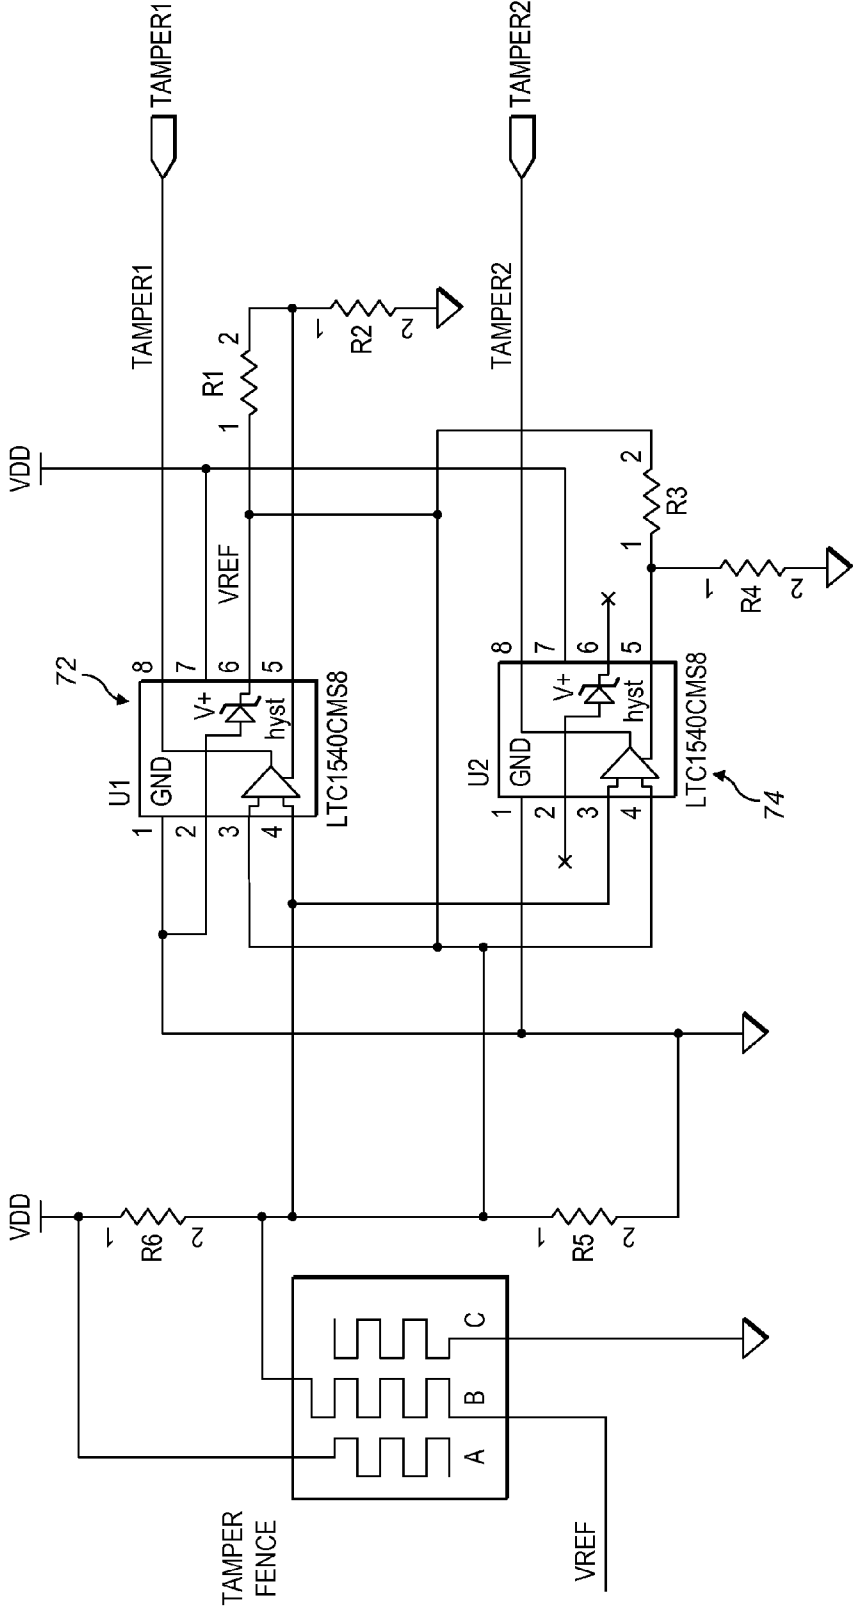 TAMPER1
TAMPER2
TAMPER1
TAMPER2
R1
1
2
R2
1
2
VDD
VREF
R3
1
2
R4
1
2
72
U1
GND
V+
hyst
1
2
3
4
5
6
7
8
LTC1540CMS8
U2
GND
V+
hyst
1
2
3
4
5
6
7
8
LTC1540CMS8
74
VDD
R6
1
2
R5
1
2
TAMPER
FENCE
A
B
C
VREF